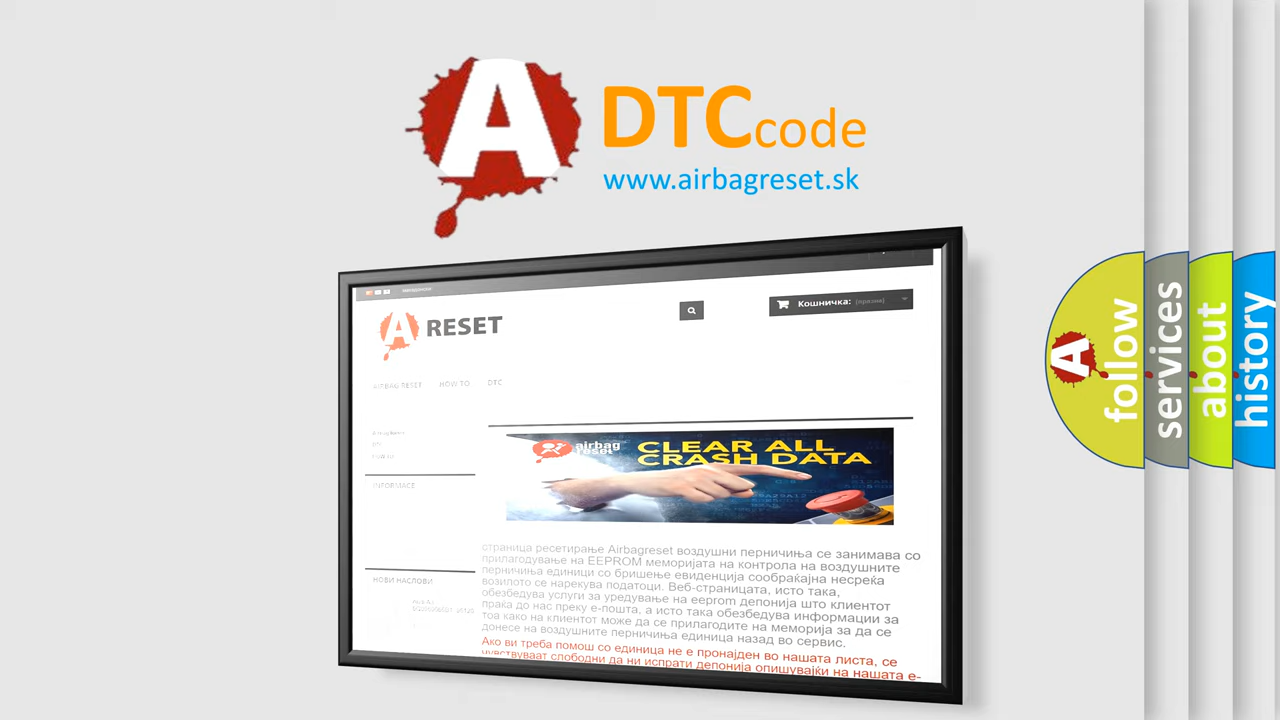 A DTC code
www.airbagreset.sk
Кошничка: (празни)
A RESET
AIRBAG RESET HOW TO DTC
CLEAR ALL
CRASH DATA
airbag
reset
INFORMACE
страница ресетирање Airbagreset воздушни перничиња се занимава со
прилагодување на EEPROM меморијата на контрола на воздушните
перничиња единици со бришење евиденција сообраќајна несреќа
возилото се нарекува податоци. Веб-страницата, исто така,
обезбедува услуги за уредување на eeprom депонија што клиентот
праќа до нас преку е-пошта, а исто така обезбедува информации за
тоа како на клиентот може да се прилагодите на меморија за да се
донесе на воздушните перничиња единица назад во сервис.
Ако ви треба помош со единица не е пронајден во нашата листа, се
чувствуваат слободни да ни испрати депонија опишувајќи на нашата е-
НОВИ НАСЛОВИ
A follow
services
about
history